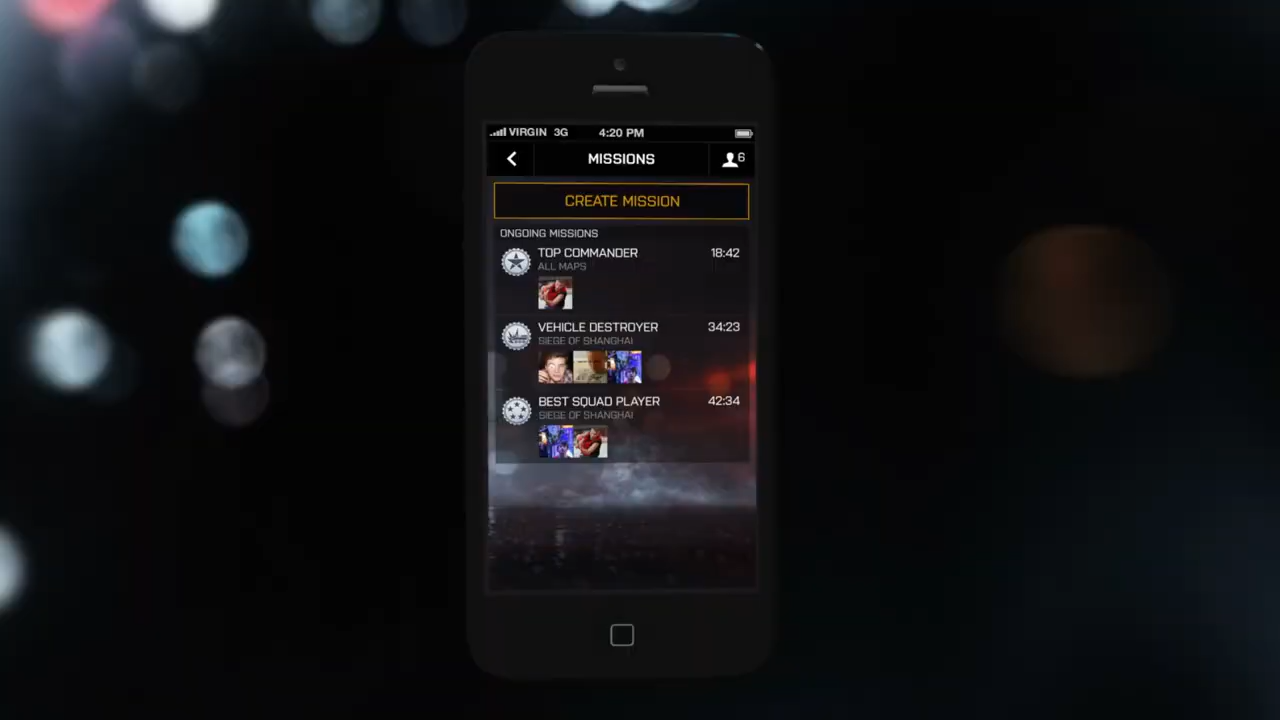 VIRGIN 3G 4:20 PM
MISSIONS 6
CREATE MISSION
ONGOING MISSIONS
TOP COMMANDER 18:42
ALL MAPS
VEHICLE DESTROYER 34:23
SIEGE OF SHANGHAI
BEST SQUAD PLAYER 42:34
SIEGE OF SHANGHAI